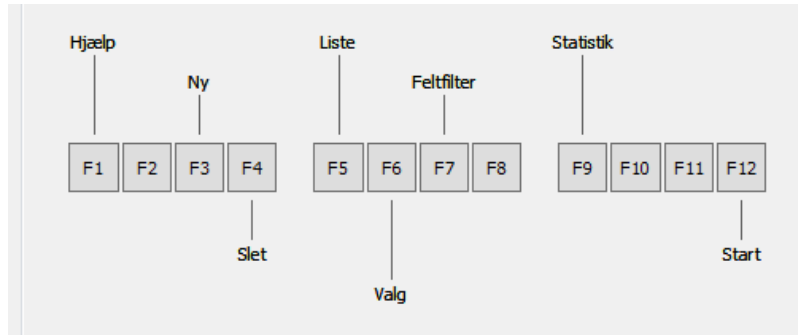 Hjælp Liste Statistik
Ny Feltfilter
F1 F2 F3 F4 F5 F6 F7 F8 F9 F10 F11 F12
Slet Start
Valg